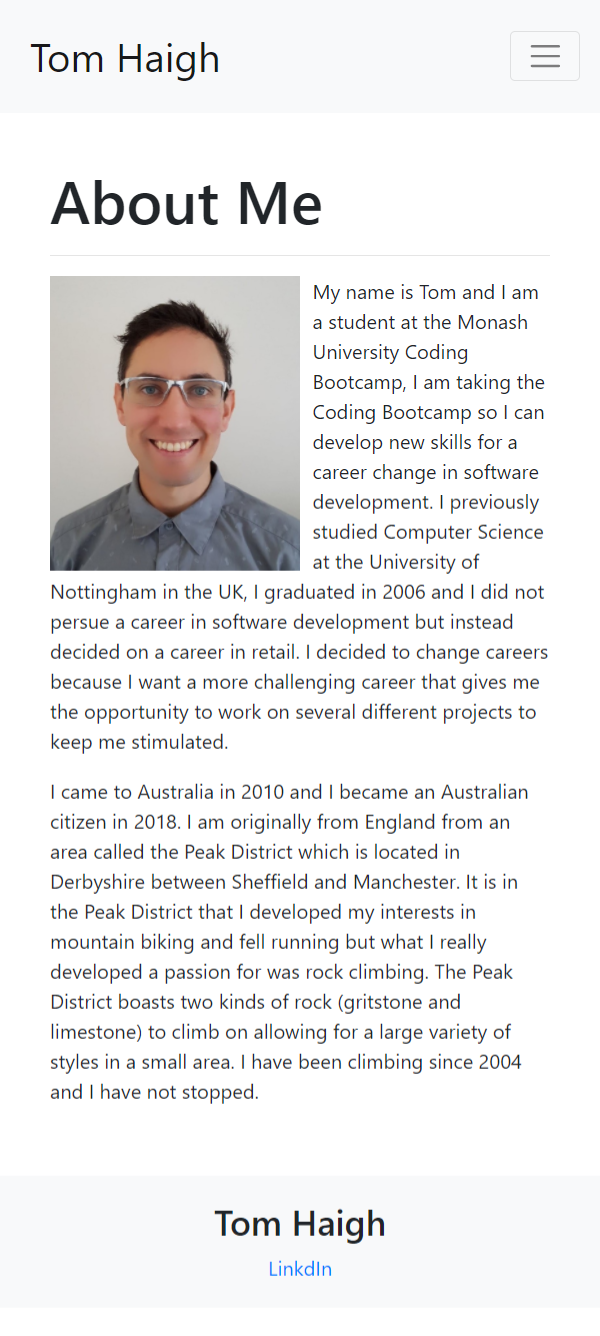 Tom Haigh
About Me
My name is Tom and I am
a student at the Monash
University Coding
Bootcamp, I am taking the
Coding Bootcamp so I can
develop new skills for a
career change in software
development. I previously
studied Computer Science
at the University of
Nottingham in the UK, I graduated in 2006 and I did not
persue a career in software development but instead
decided on a career in retail. I decided to change careers
because I want a more challenging career that gives me
the opportunity to work on several different projects to
keep me stimulated.
I came to Australia in 2010 and I became an Australian
citizen in 2018. I am originally from England from an
area called the Peak District which is located in
Derbyshire between Sheffield and Manchester. It is in
the Peak District that I developed my interests in
mountain biking and fell running but what I really
developed a passion for was rock climbing. The Peak
District boasts two kinds of rock (gritstone and
limestone) to climb on allowing for a large variety of
styles in a small area. I have been climbing since 2004
and I have not stopped.
Tom Haigh
LinkdIn